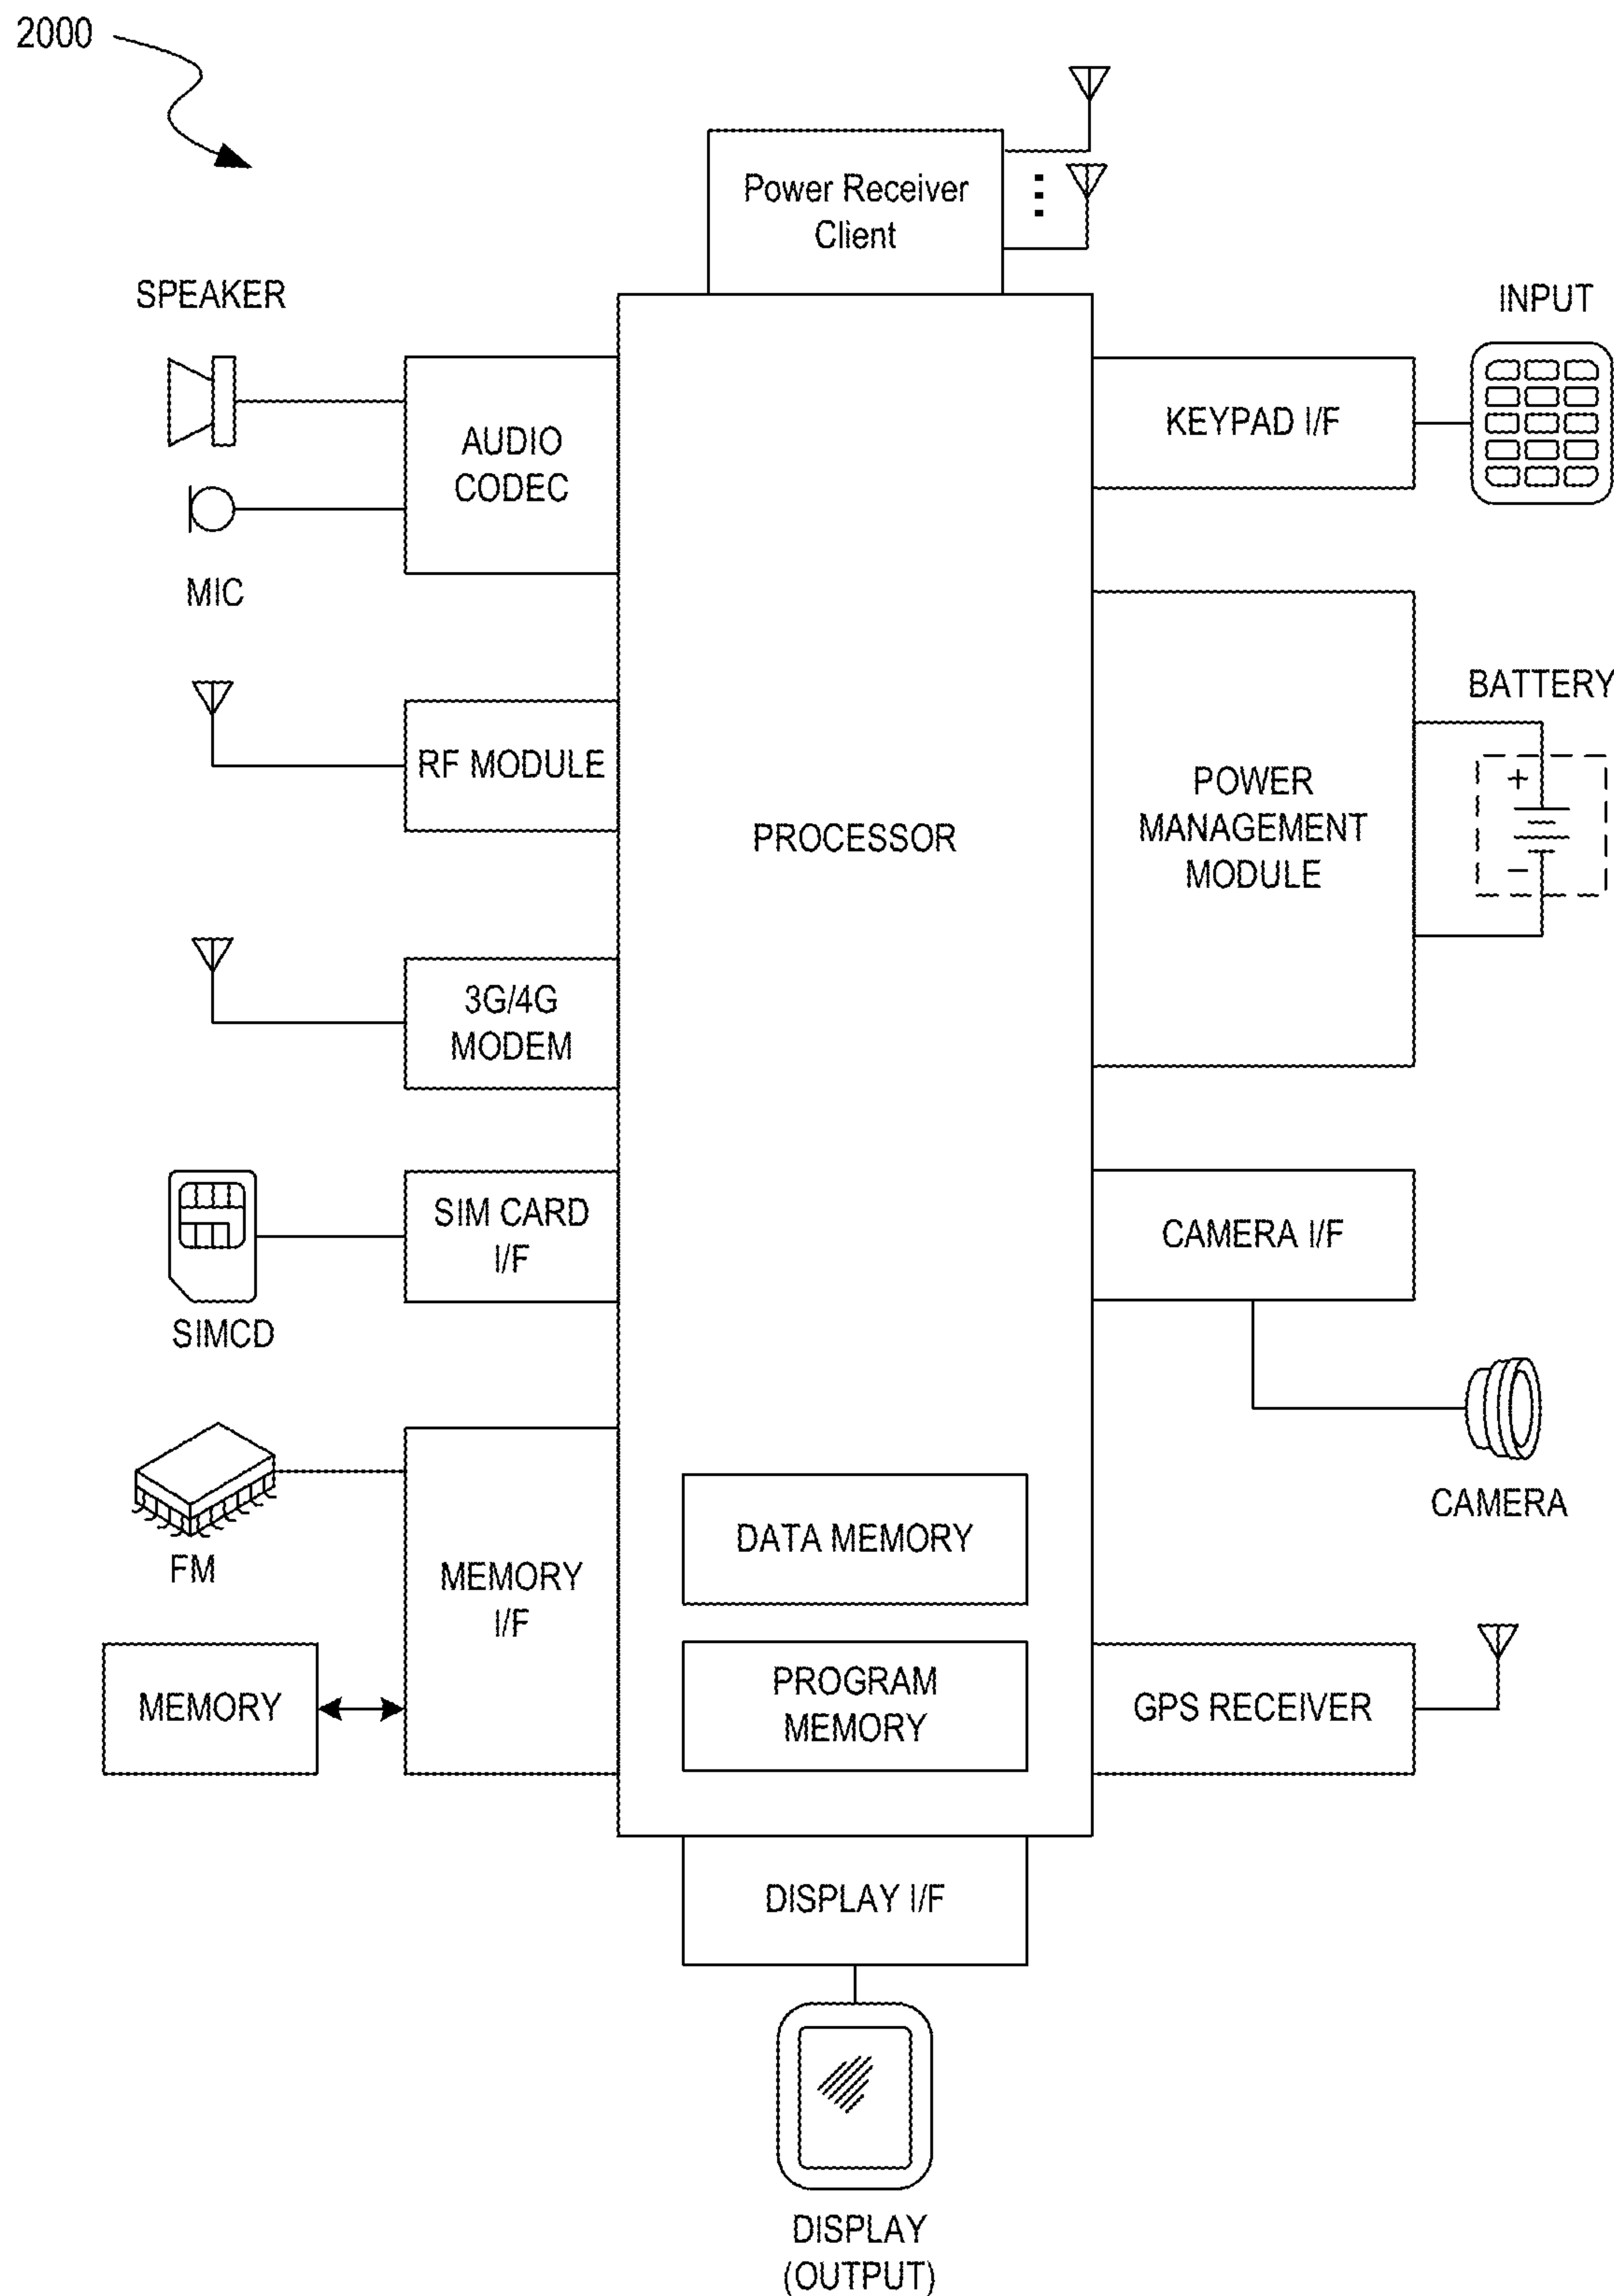 2000
Power Receiver
Client
SPEAKER
INPUT
AUDIO
CODEC
KEYPAD I/F
MIC
BATTERY
+
−
RF MODULE
PROCESSOR
POWER
MANAGEMENT
MODULE
3G/4G
MODEM
SIM CARD
I/F
CAMERA I/F
SIMCD
CAMERA
DATA MEMORY
FM
MEMORY
I/F
MEMORY
PROGRAM
MEMORY
GPS RECEIVER
DISPLAY I/F
DISPLAY
(OUTPUT)